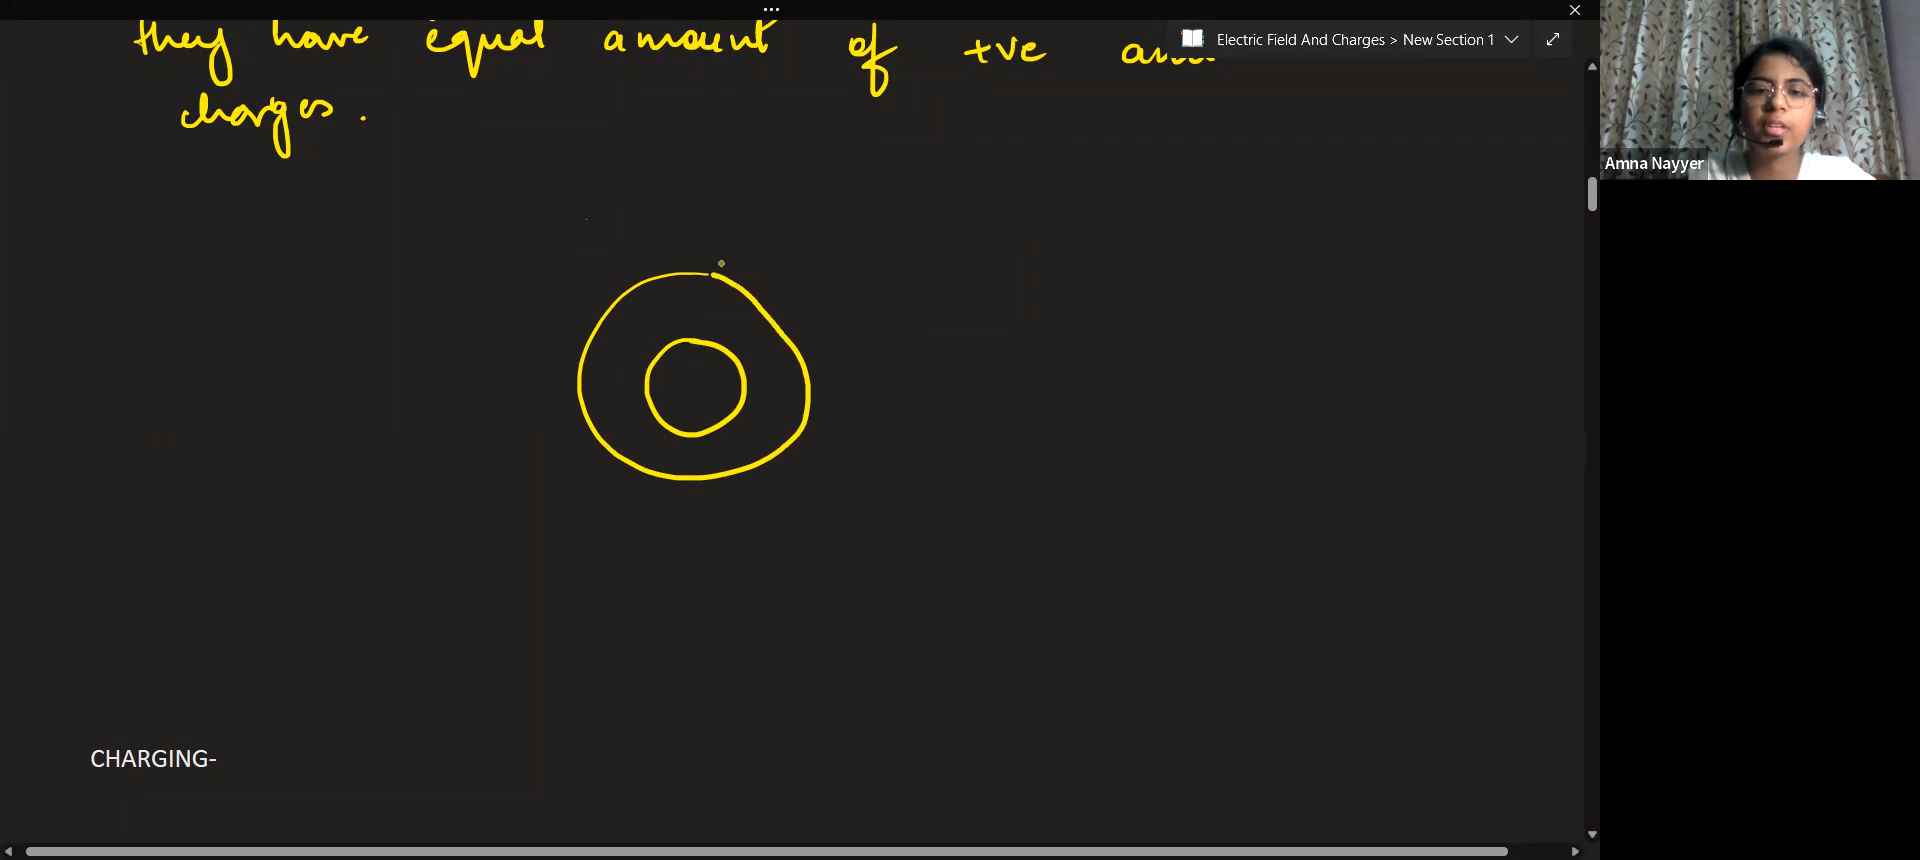 they have equal amount of +ve
charges.
Electric Field And Charges > New Section 1
Amna Nayyer
CHARGING-